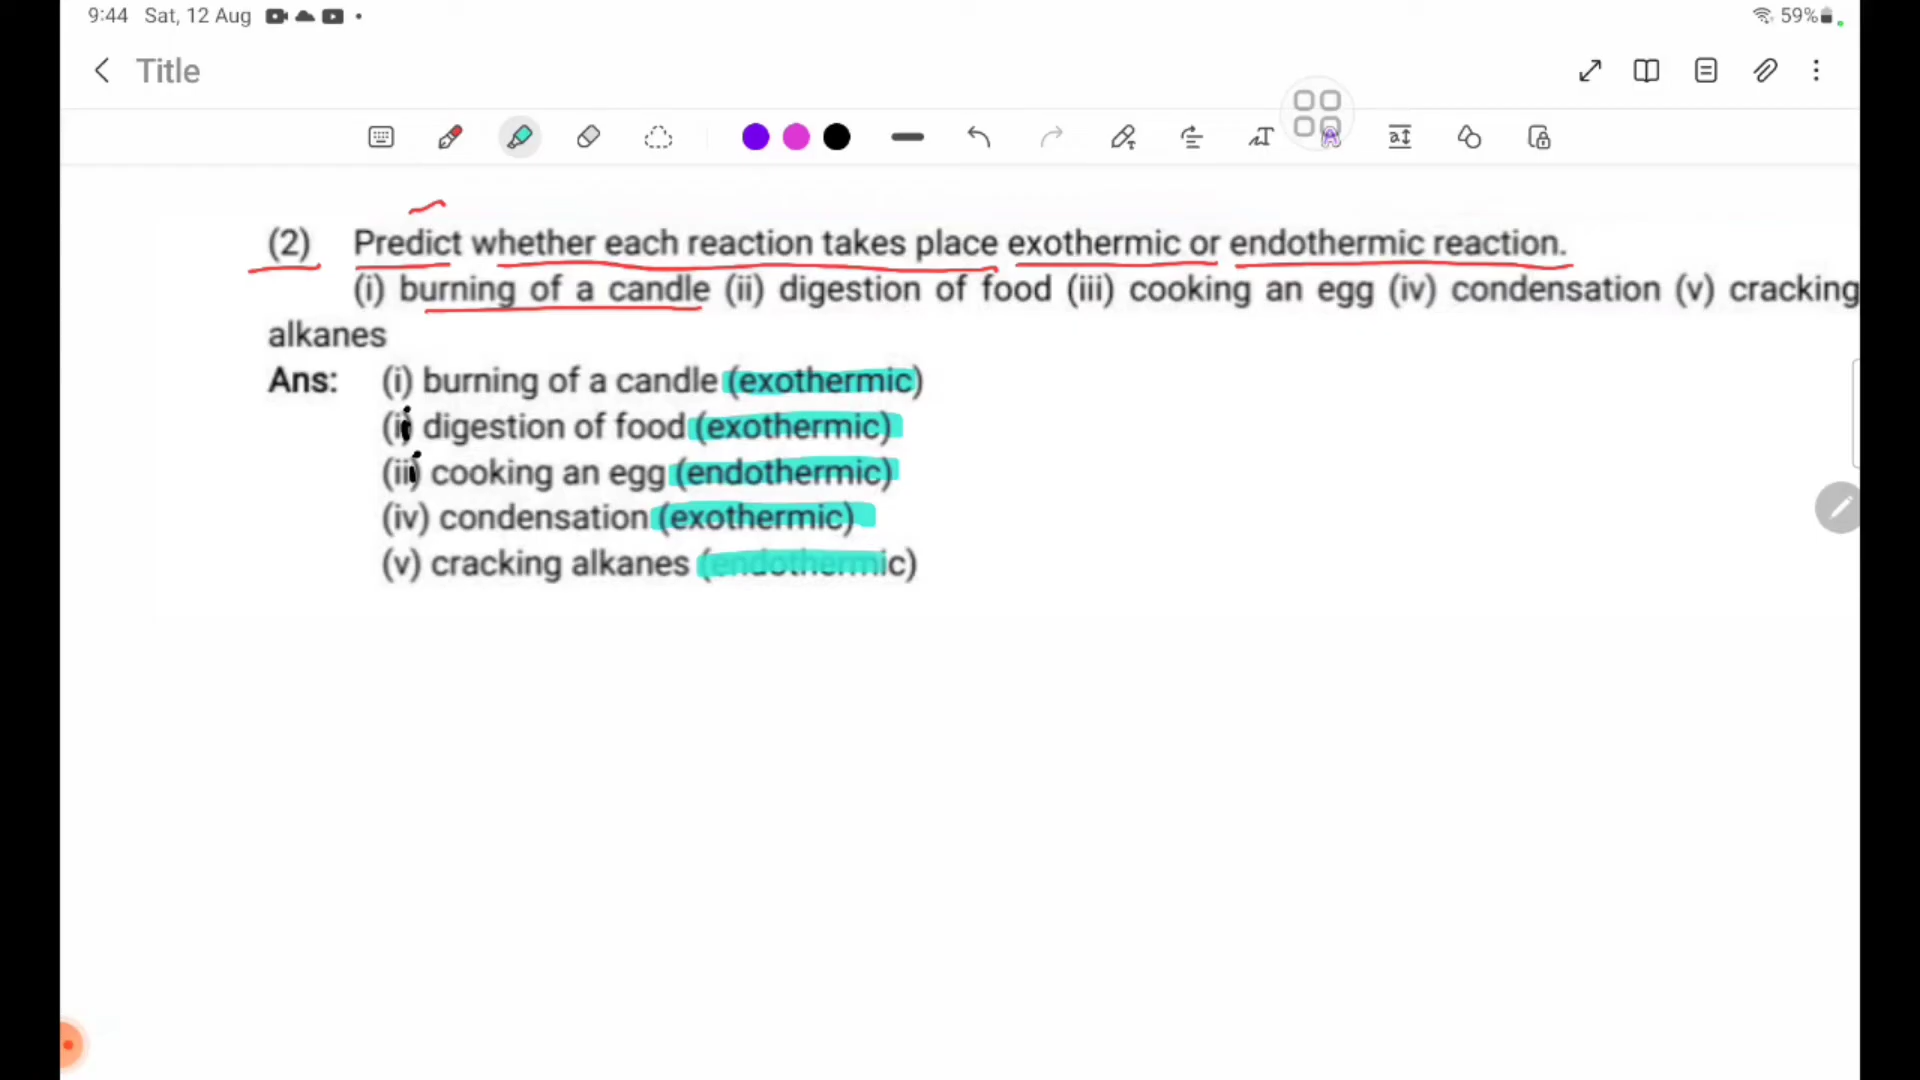 9:44 Sat, 12 Aug
59%
Title
(2) Predict whether each reaction takes place exothermic or endothermic reaction.
(i) burning of a candle (ii) digestion of food (iii) cooking an egg (iv) condensation (v) cracking
alkanes
Ans: (i) burning of a candle (exothermic)
(ii) digestion of food (exothermic)
(iii) cooking an egg (endothermic)
(iv) condensation (exothermic)
(v) cracking alkanes (endothermic)